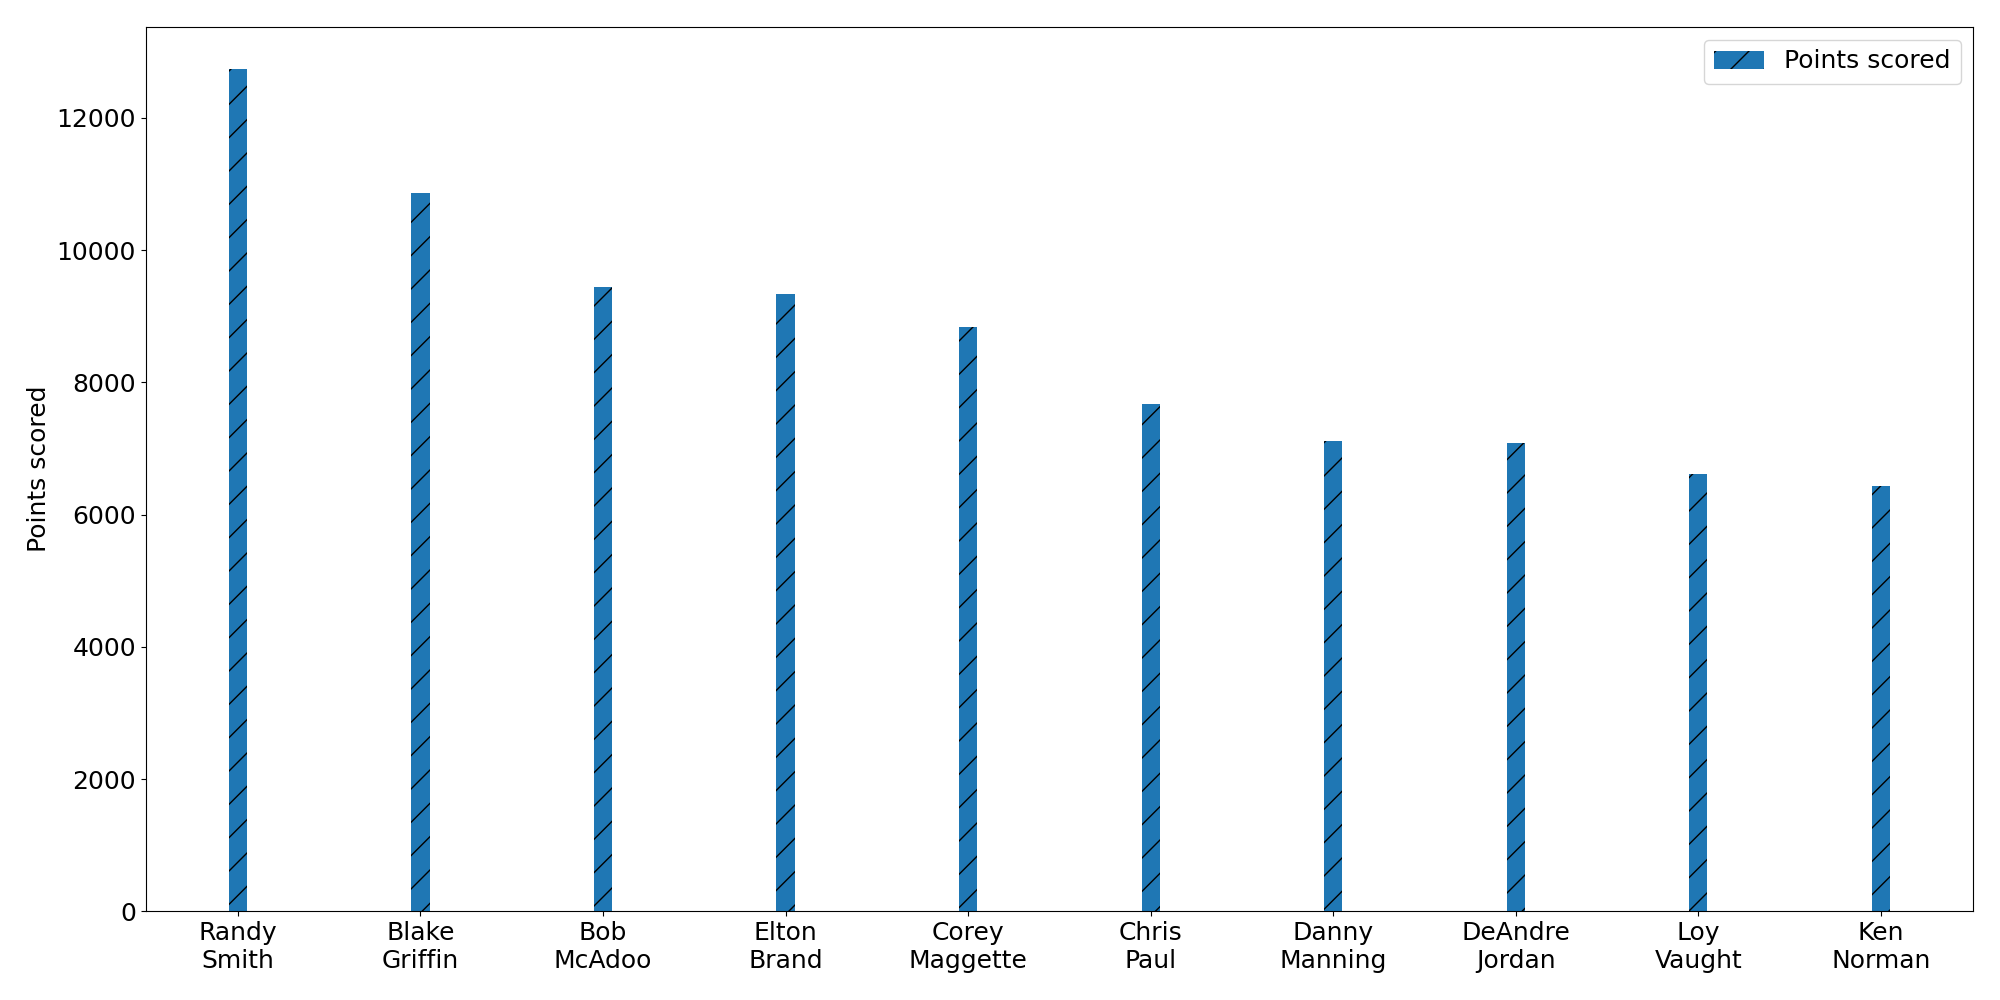 Points scored
12000
10000
8000
6000
4000
2000
0
Points scored
Randy
Smith
Blake
Griffin
Bob
McAdoo
Elton
Brand
Corey
Maggette
Chris
Paul
Danny
Manning
DeAndre
Jordan
Loy
Vaught
Ken
Norman